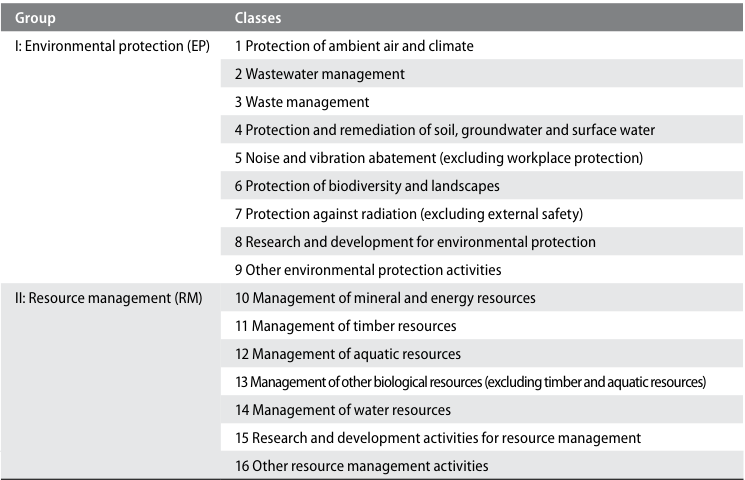 Group Classes
I: Environmental protection (EP) 1 Protection of ambient air and climate
2 Wastewater management
3 Waste management
4 Protection and remediation of soil, groundwater and surface water
5 Noise and vibration abatement (excluding workplace protection)
6 Protection of biodiversity and landscapes
7 Protection against radiation (excluding external safety)
8 Research and development for environmental protection
9 Other environmental protection activities
II: Resource management (RM) 10 Management of mineral and energy resources
11 Management of timber resources
12 Management of aquatic resources
13 Management of other biological resources (excluding timber and aquatic resources)
14 Management of water resources
15 Research and development activities for resource management
16 Other resource management activities